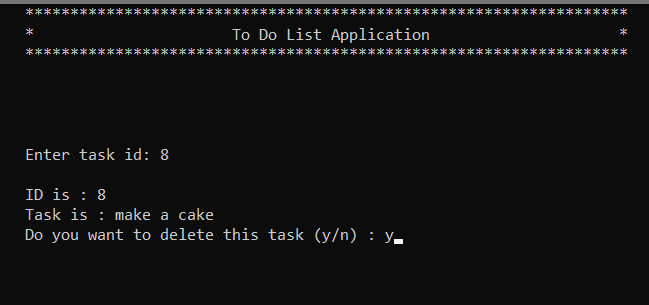 *******************************************************************
* To Do List Application *
*******************************************************************
Enter task id: 8
ID is : 8
Task is : make a cake
Do you want to delete this task (y/n) : y